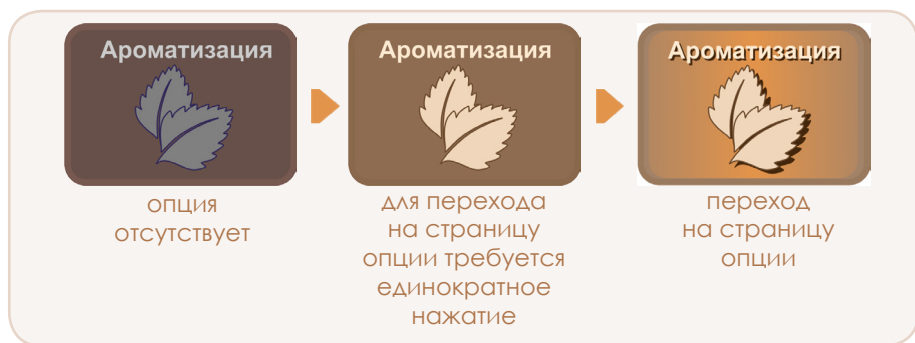 Ароматизация
опция
отсутствует
Ароматизация
для перехода
на страницу
опции требуется
единократное
нажатие
Ароматизация
переход
на страницу
опции